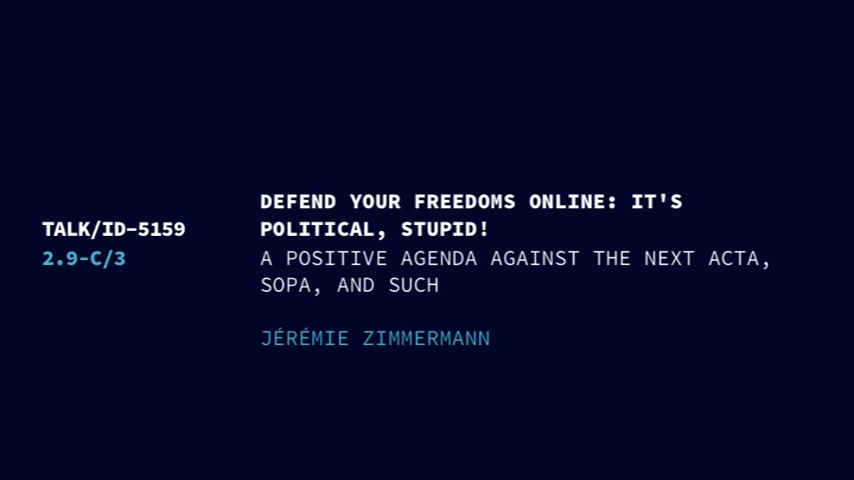 TALK/ID-5159
2.9-C/3
DEFEND YOUR FREEDOMS ONLINE: IT'S
POLITICAL, STUPID!
A POSITIVE AGENDA AGAINST THE NEXT ACTA,
SOPA, AND SUCH
JÉRÉMIE ZIMMERMANN